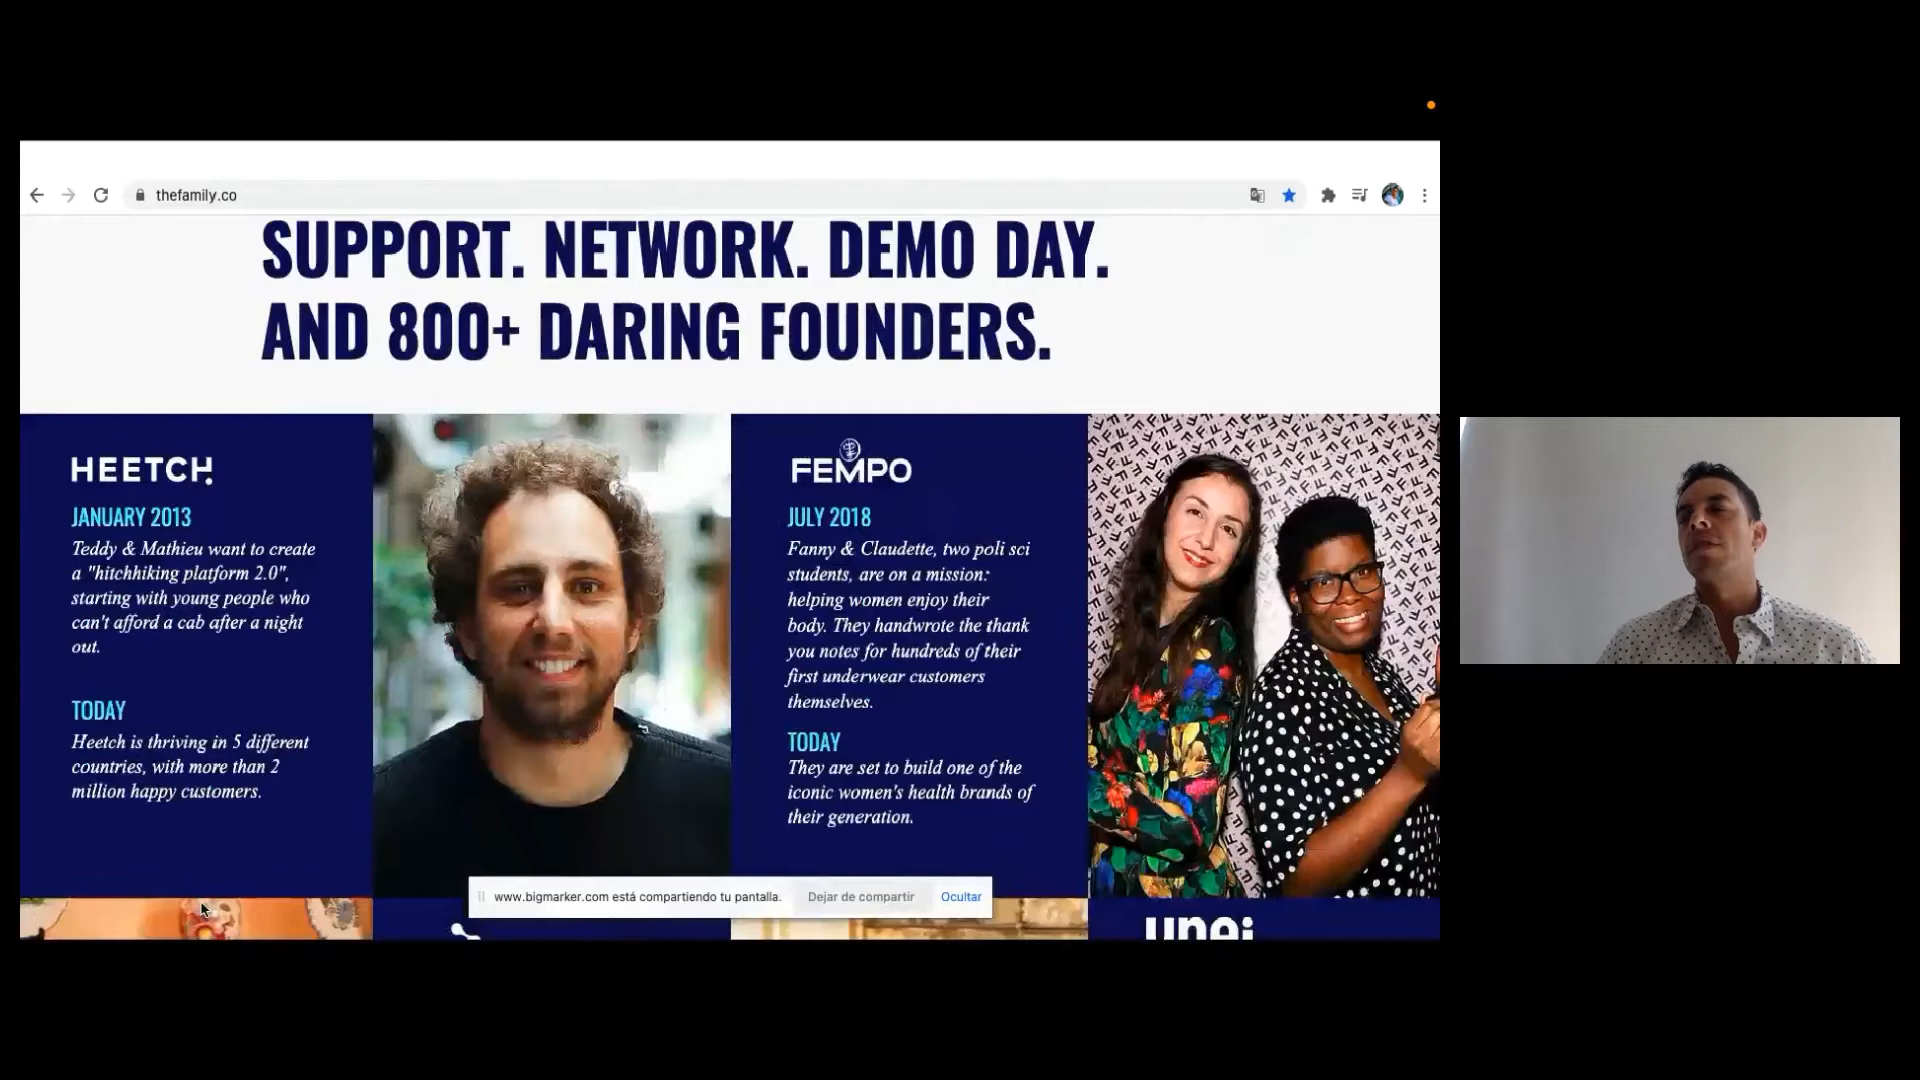 thefamily.co
SUPPORT. NETWORK. DEMO DAY.
AND 800+ DARING FOUNDERS.
HEETCH
JANUARY 2013
Teddy & Mathieu want to create
a "hitchhiking platform 2.0",
starting with young people who
can't afford a cab after a night
out.
TODAY
Heetch is thriving in 5 different
countries, with more than 2
million happy customers.
FEMPO
JULY 2018
Fanny & Claudette, two poli sci
students, are on a mission:
helping women enjoy their
body. They handwrote the thank
you notes for hundreds of their
first underwear customers
themselves.
TODAY
They are set to build one of the
iconic women's health brands of
their generation.
www.bigmarker.com está compartiendo tu pantalla. Dejar de compartir Ocultar